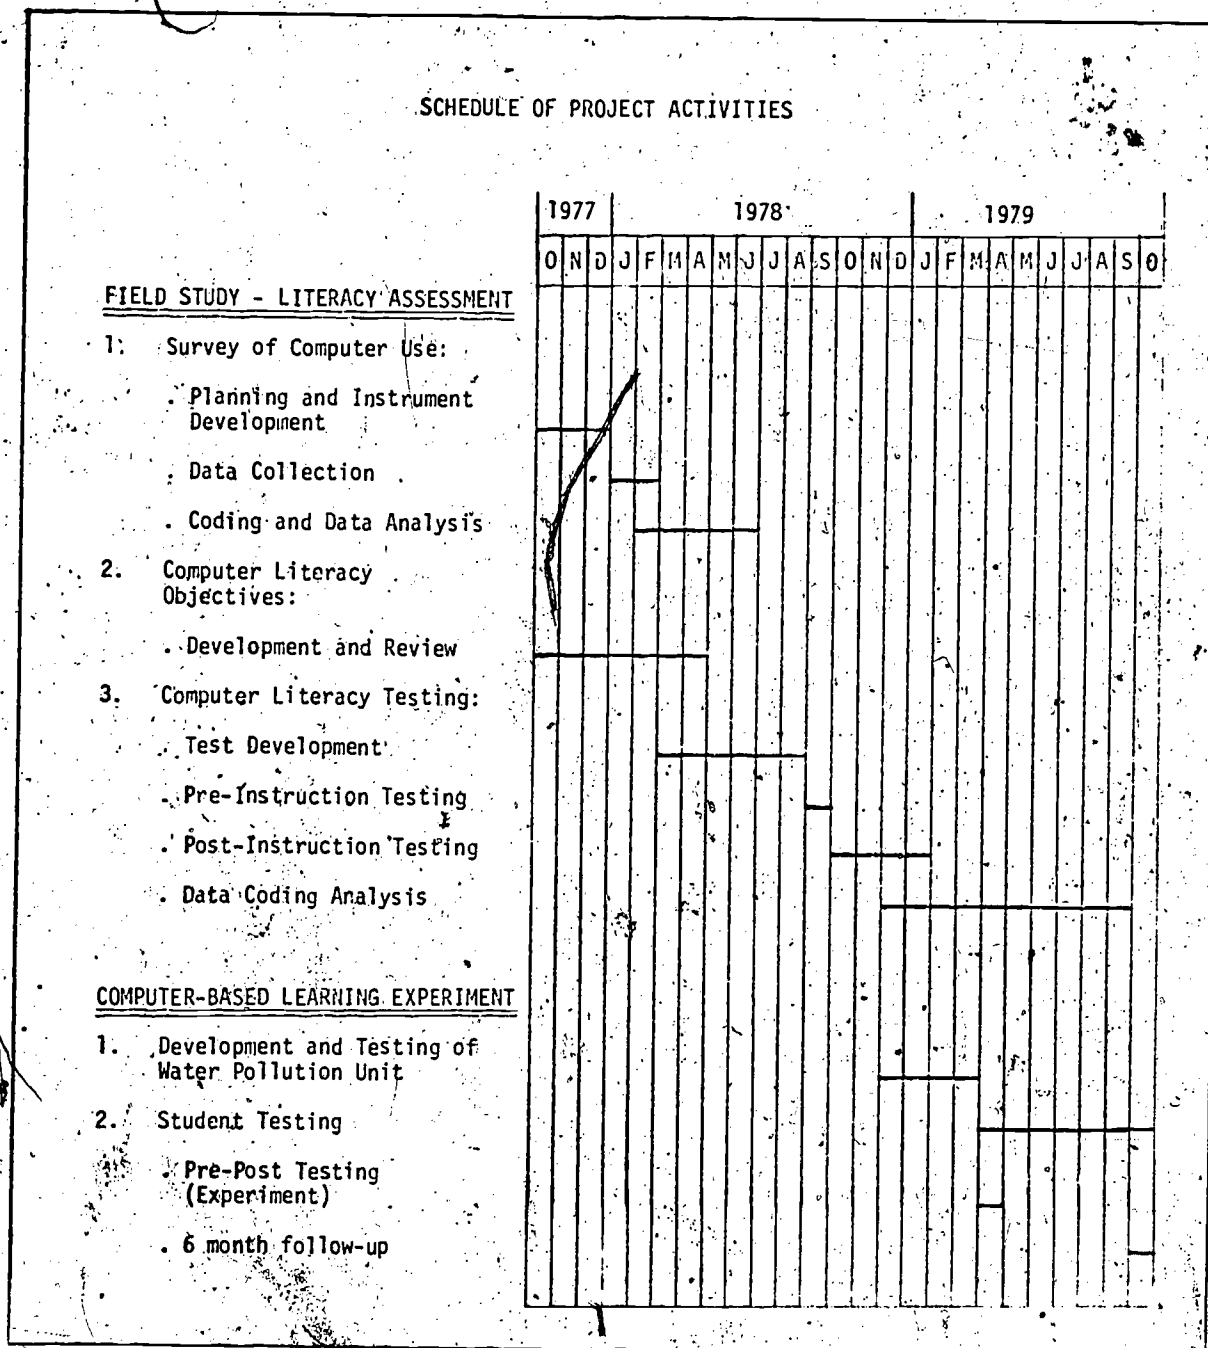 SCHEDULE OF PROJECT ACTIVITIES
1977 1978 1979
O N D J F M A M J J A S O N D J F M A M J J A S O
FIELD STUDY - LITERACY ASSESSMENT
1. Survey of Computer Use:
. Planning and Instrument
Development
. Data Collection
. Coding and Data Analysis
2. Computer Literacy
Objectives:
. Development and Review
3. Computer Literacy Testing:
. Test Development
. Pre-Instruction Testing
. Post-Instruction Testing
. Data Coding Analysis
COMPUTER-BASED LEARNING EXPERIMENT
1. Development and Testing of
Water Pollution Unit
2. Student Testing
. Pre-Post Testing
(Experiment)
. 6 month follow-up